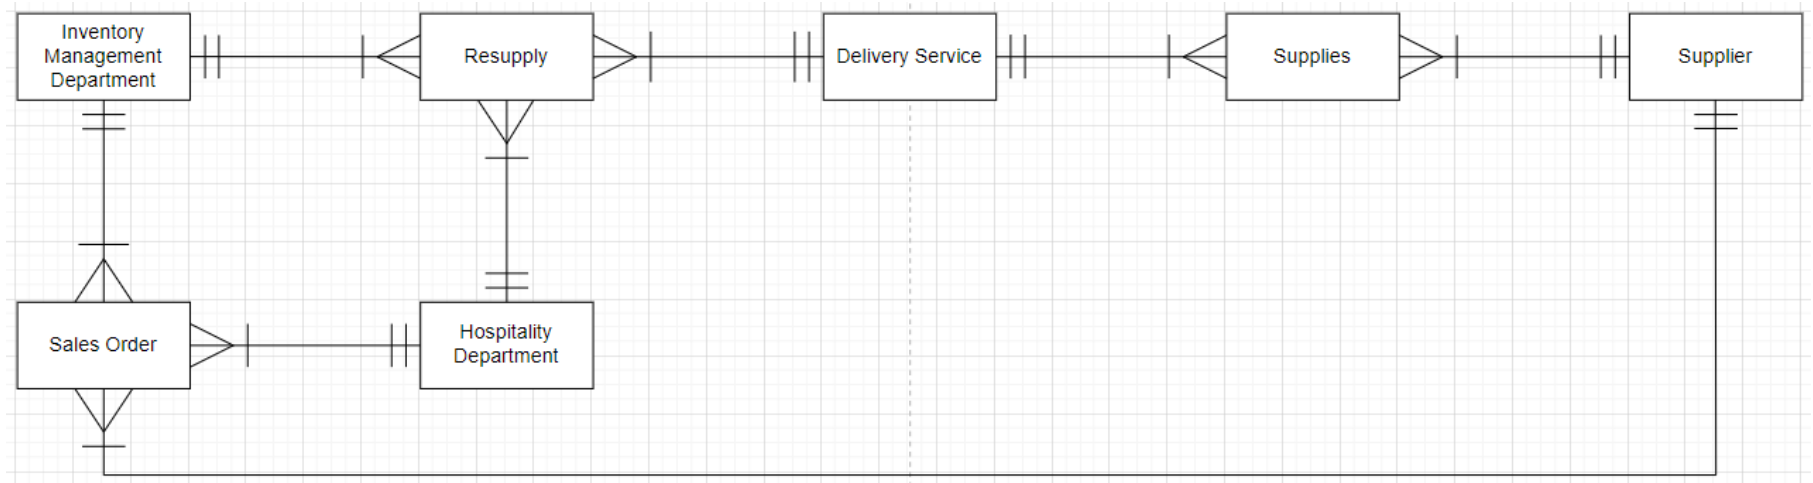 Inventory
Management
Department
Resupply
Delivery Service
Supplies
Supplier
Sales Order
Hospitality
Department